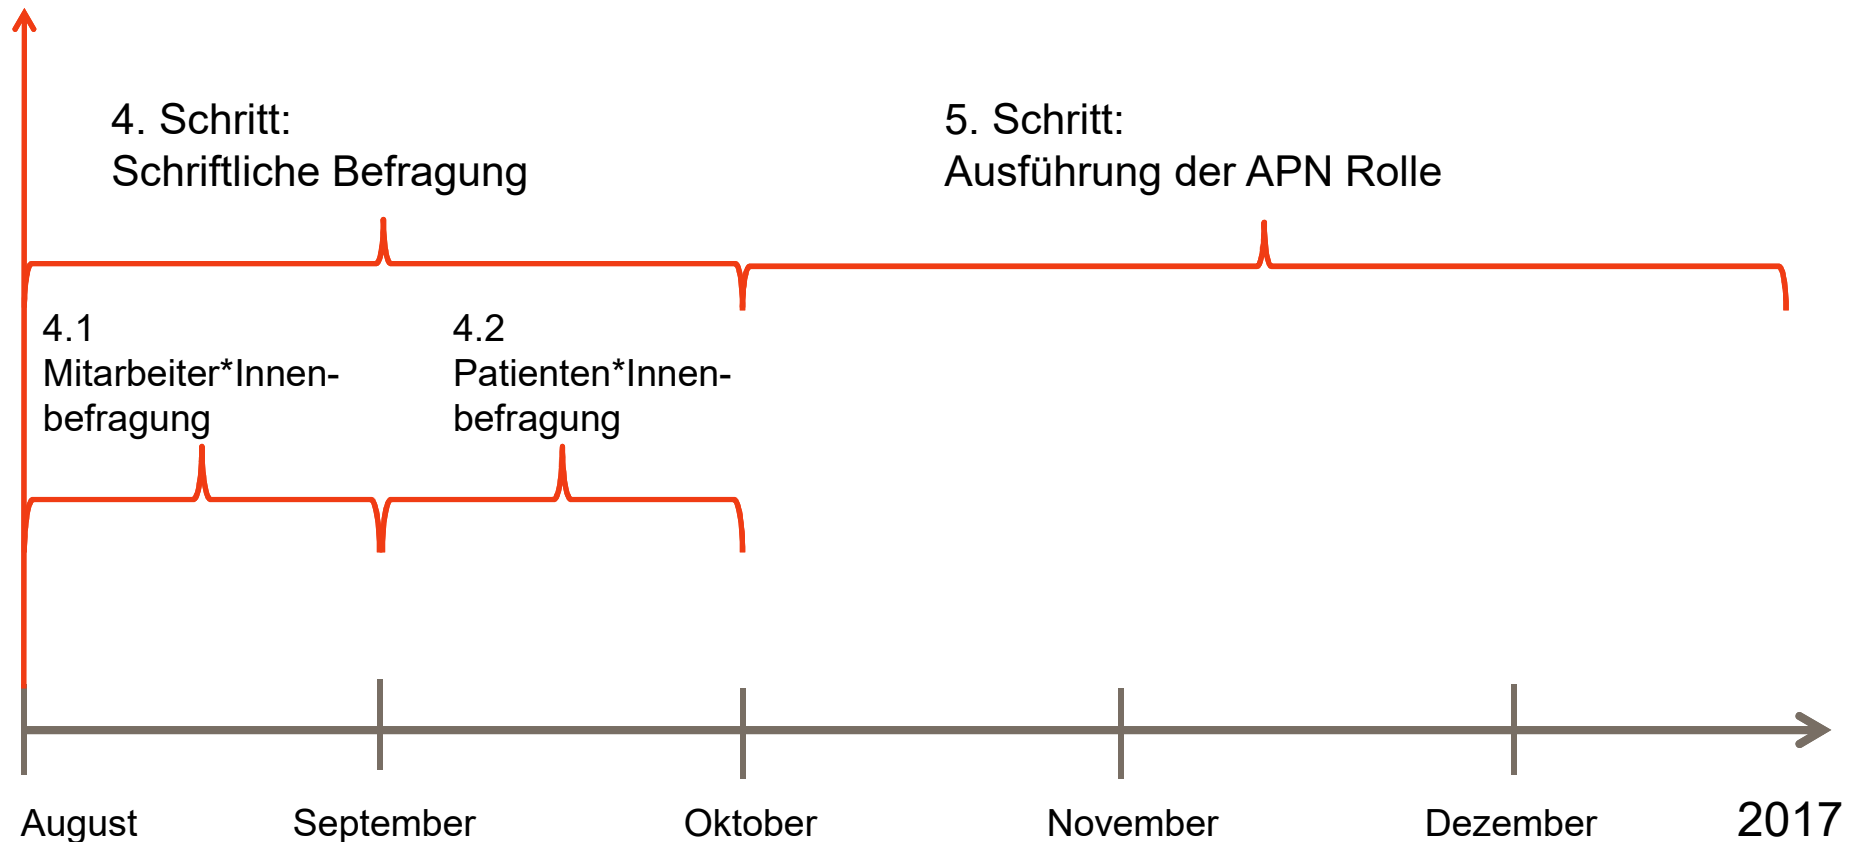 4. Schritt:
Schriftliche Befragung
5. Schritt:
Ausführung der APN Rolle
4.1
Mitarbeiter*Innen-
befragung
4.2
Patienten*Innen-
befragung
August
September
Oktober
November
Dezember
2017